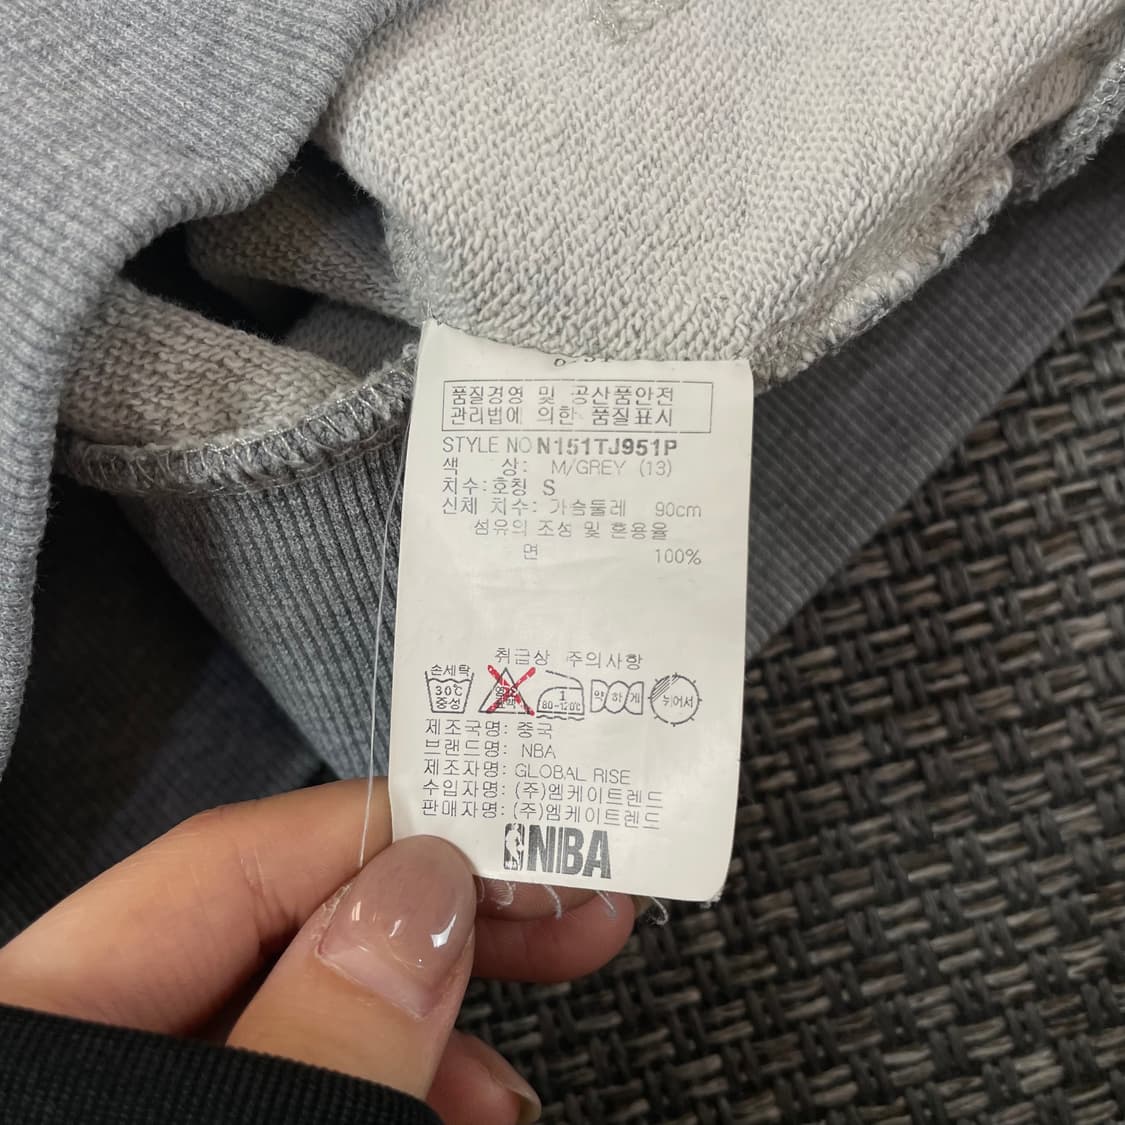 품질경영 및 공산품안전
관리법에 의한 품질표시
STYLE NO N151TJ951P
색 상: M/GREY (13)
치수:호칭 S
신체 치수: 가슴둘레 90cm
섬유의 조성 및 혼용율
면 100%
취급상 주의사항
손세탁
30℃
중성
1
80-120℃
약하게
뉘어서
제조국명: 중국
브랜드명: NBA
제조자명: GLOBAL RISE
수입자명: (주)엠케이트렌드
판매자명: (주)엠케이트렌드
NBA